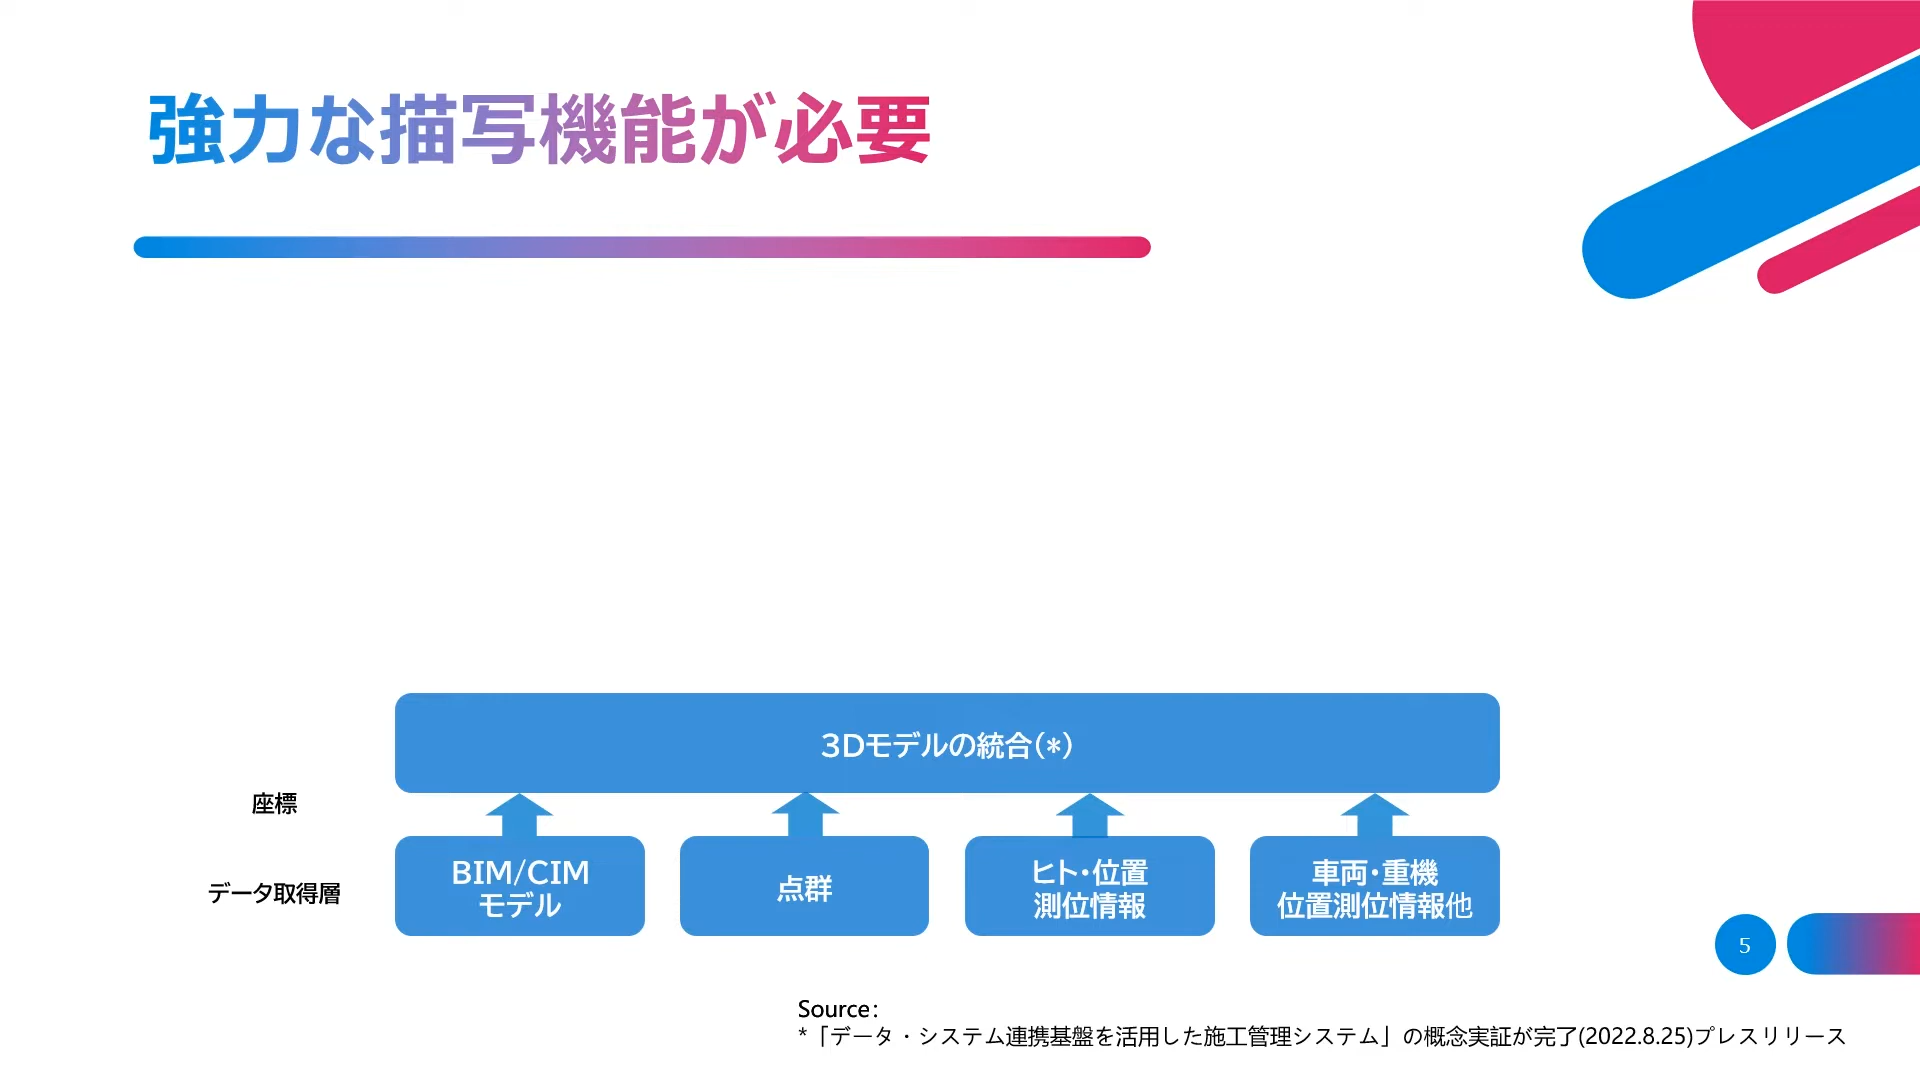 強力な描写機能が必要
3Dモデルの統合(*)
座標
データ取得層
BIM/CIM
モデル
点群
ヒト・位置
測位情報
車両・重機
位置測位情報他
5
Source:
*「データ・システム連携基盤を活用した施工管理システム」の概念実証が完了(2022.8.25)プレスリリース